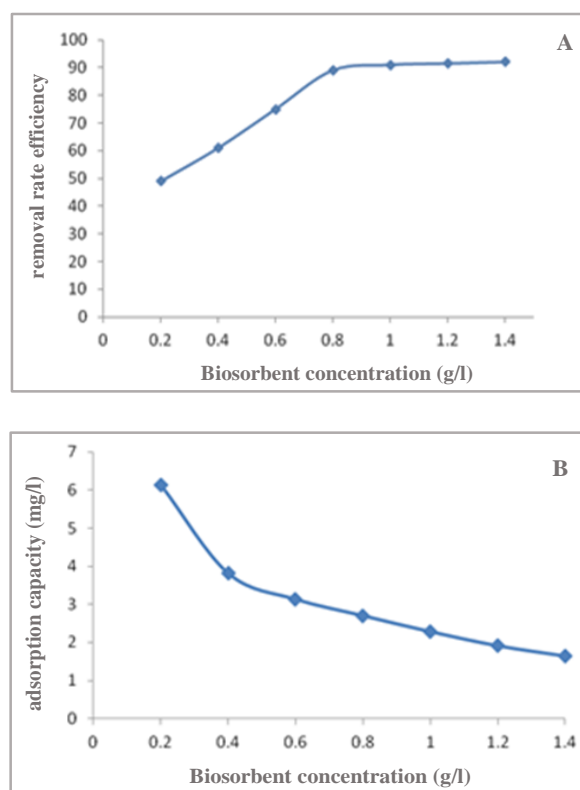 A
removal rate efficiency
100
90
80
70
60
50
40
30
20
10
0
0 0.2 0.4 0.6 0.8 1 1.2 1.4
Biosorbent concentration (g/l)
B
adsorption capacity (mg/l)
7
6
5
4
3
2
1
0
0 0.2 0.4 0.6 0.8 1 1.2 1.4
Biosorbent concentration (g/l)